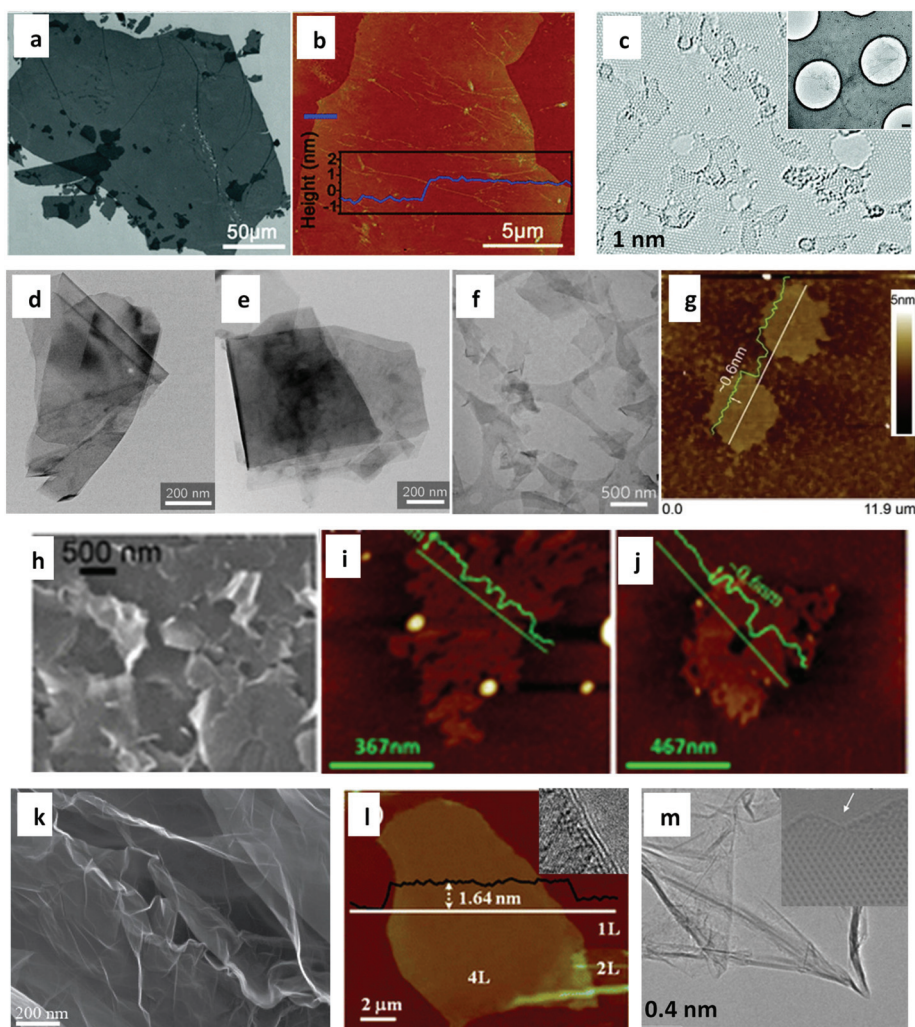 a
50μm
b
Height (nm)
2
1
0
-1
5μm
c
1 nm
d
200 nm
e
200 nm
f
500 nm
g
~0.6nm
5nm
0.0
11.9 um
h
500 nm
i
367nm
j
~0.6nm
467nm
k
200 nm
l
1.64 nm
1L
2L
4L
2 μm
m
0.4 nm